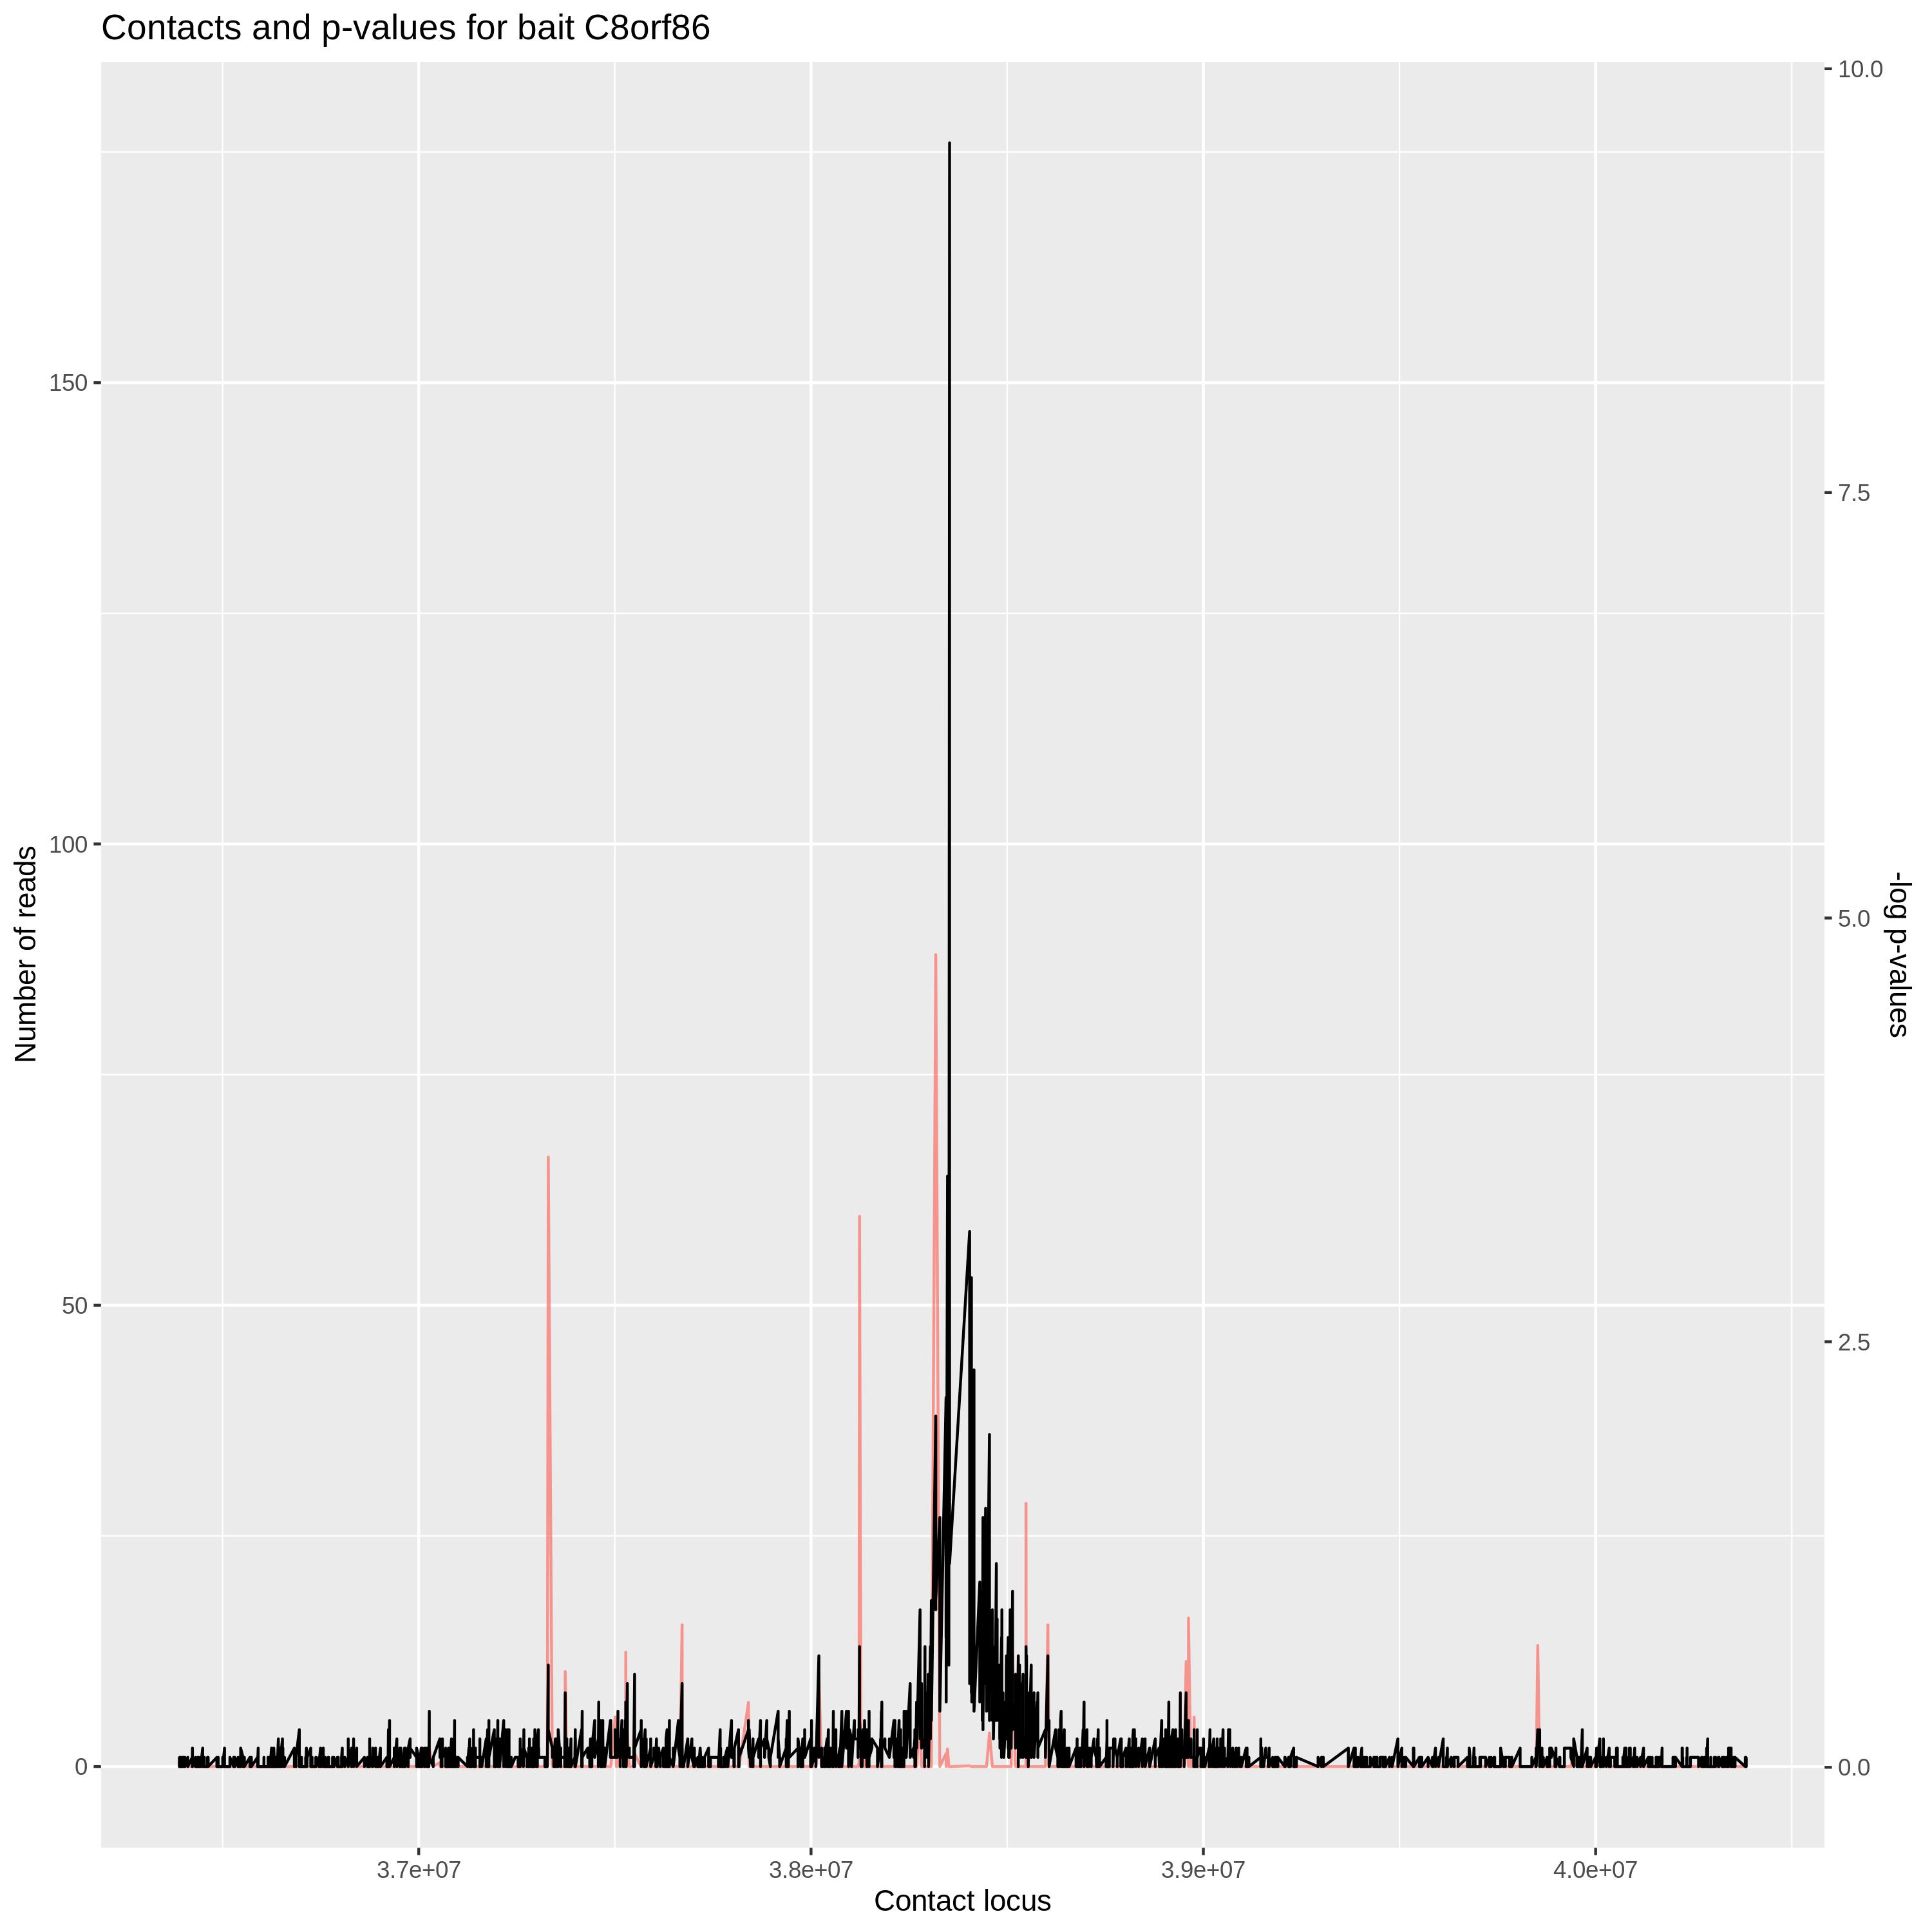 Contacts and p-values for bait C8orf86
Number of reads
150
100
50
0
10.0
7.5
5.0
2.5
0.0
-log p-values
3.7e+07
3.8e+07
3.9e+07
4.0e+07
Contact locus